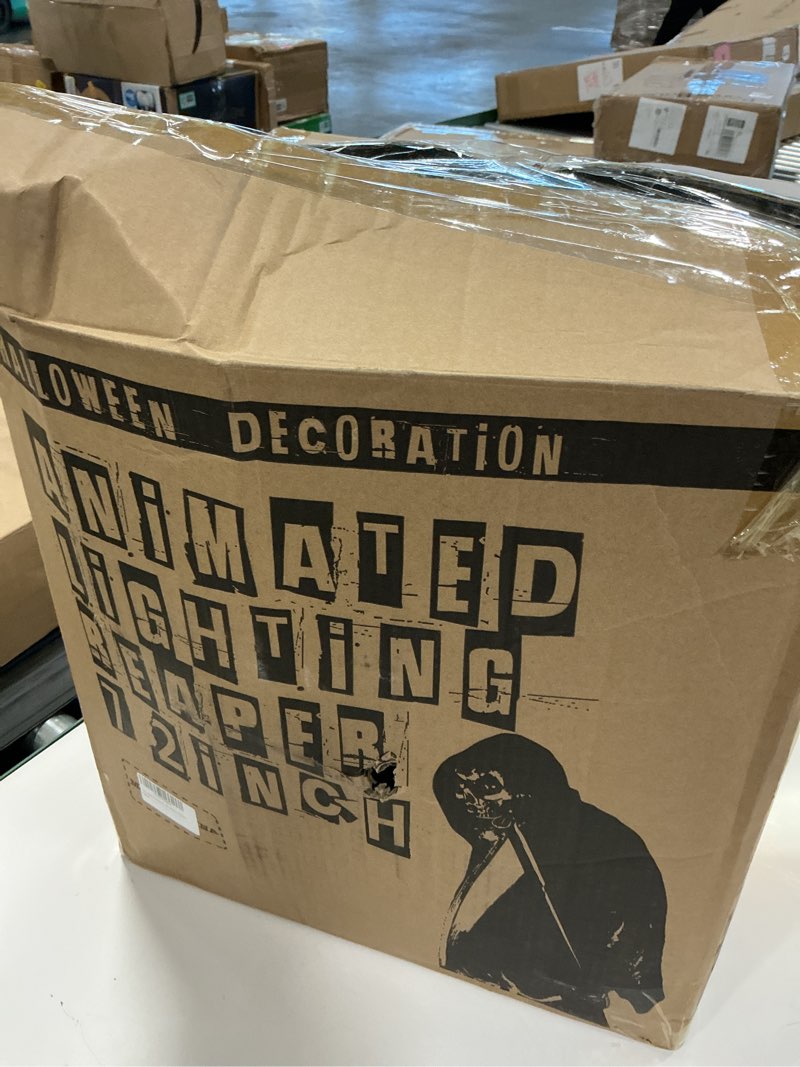 HALLOWEEN DECORATION
ANiMATED
LiGHTiNG
REAPER
72iNCH